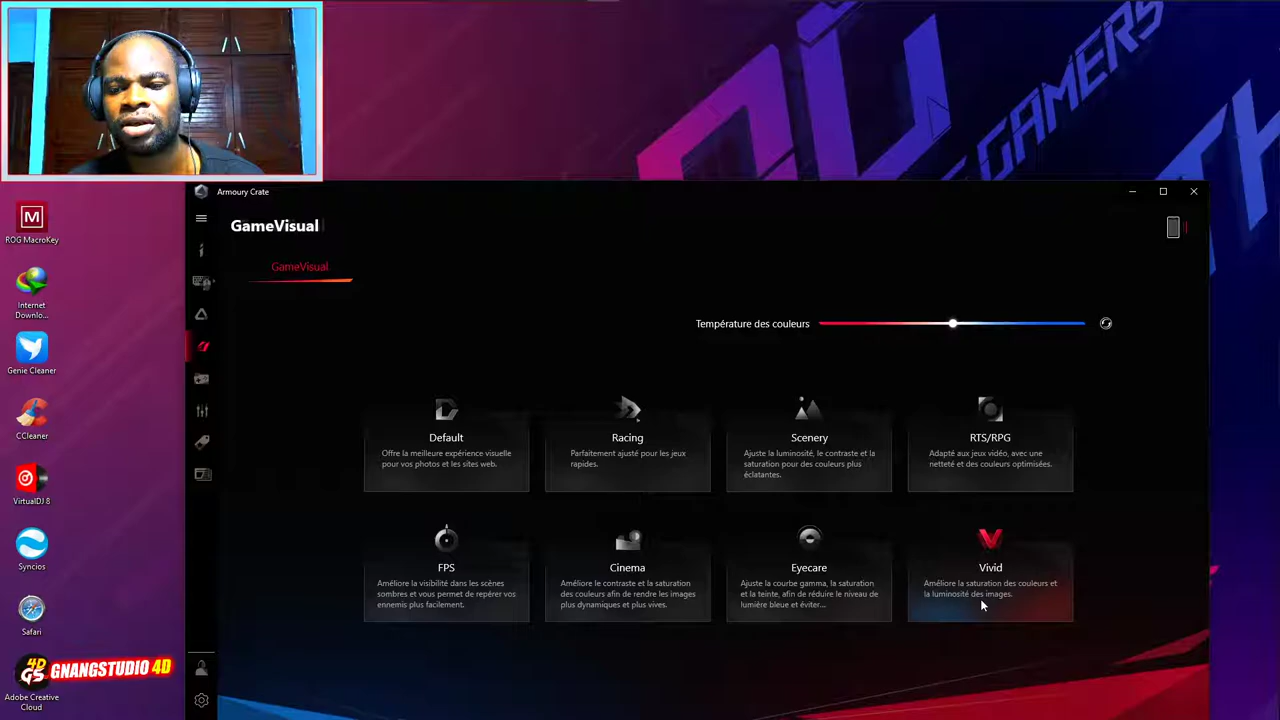 GAMERS
Armoury Crate
GameVisual
GameVisual
Température des couleurs
Default
Offre la meilleure expérience visuelle
pour vos photos et les sites web.
Racing
Parfaitement ajusté pour les jeux
rapides.
Scenery
Ajuste la luminosité, le contraste et la
saturation pour des couleurs plus
éclatantes.
RTS/RPG
Adapté aux jeux vidéo, avec une
netteté et des couleurs optimisées.
FPS
Améliore la visibilité dans les scènes
sombres et vous permet de repérer vos
ennemis plus facilement.
Cinema
Améliore le contraste et la saturation
des couleurs afin de rendre les images
plus dynamiques et plus vives.
Eyecare
Ajuste la courbe gamma, la saturation
et la teinte, afin de réduire le niveau de
lumière bleue et éviter...
Vivid
Améliore la saturation des couleurs et
la luminosité des images.
ROG MacroKey
Internet
Downlo...
Genie Cleaner
CCleaner
VirtualDJ 8
Syncios
Safari
4D
GS
GNANGSTUDIO 4D
Adobe Creative
Cloud